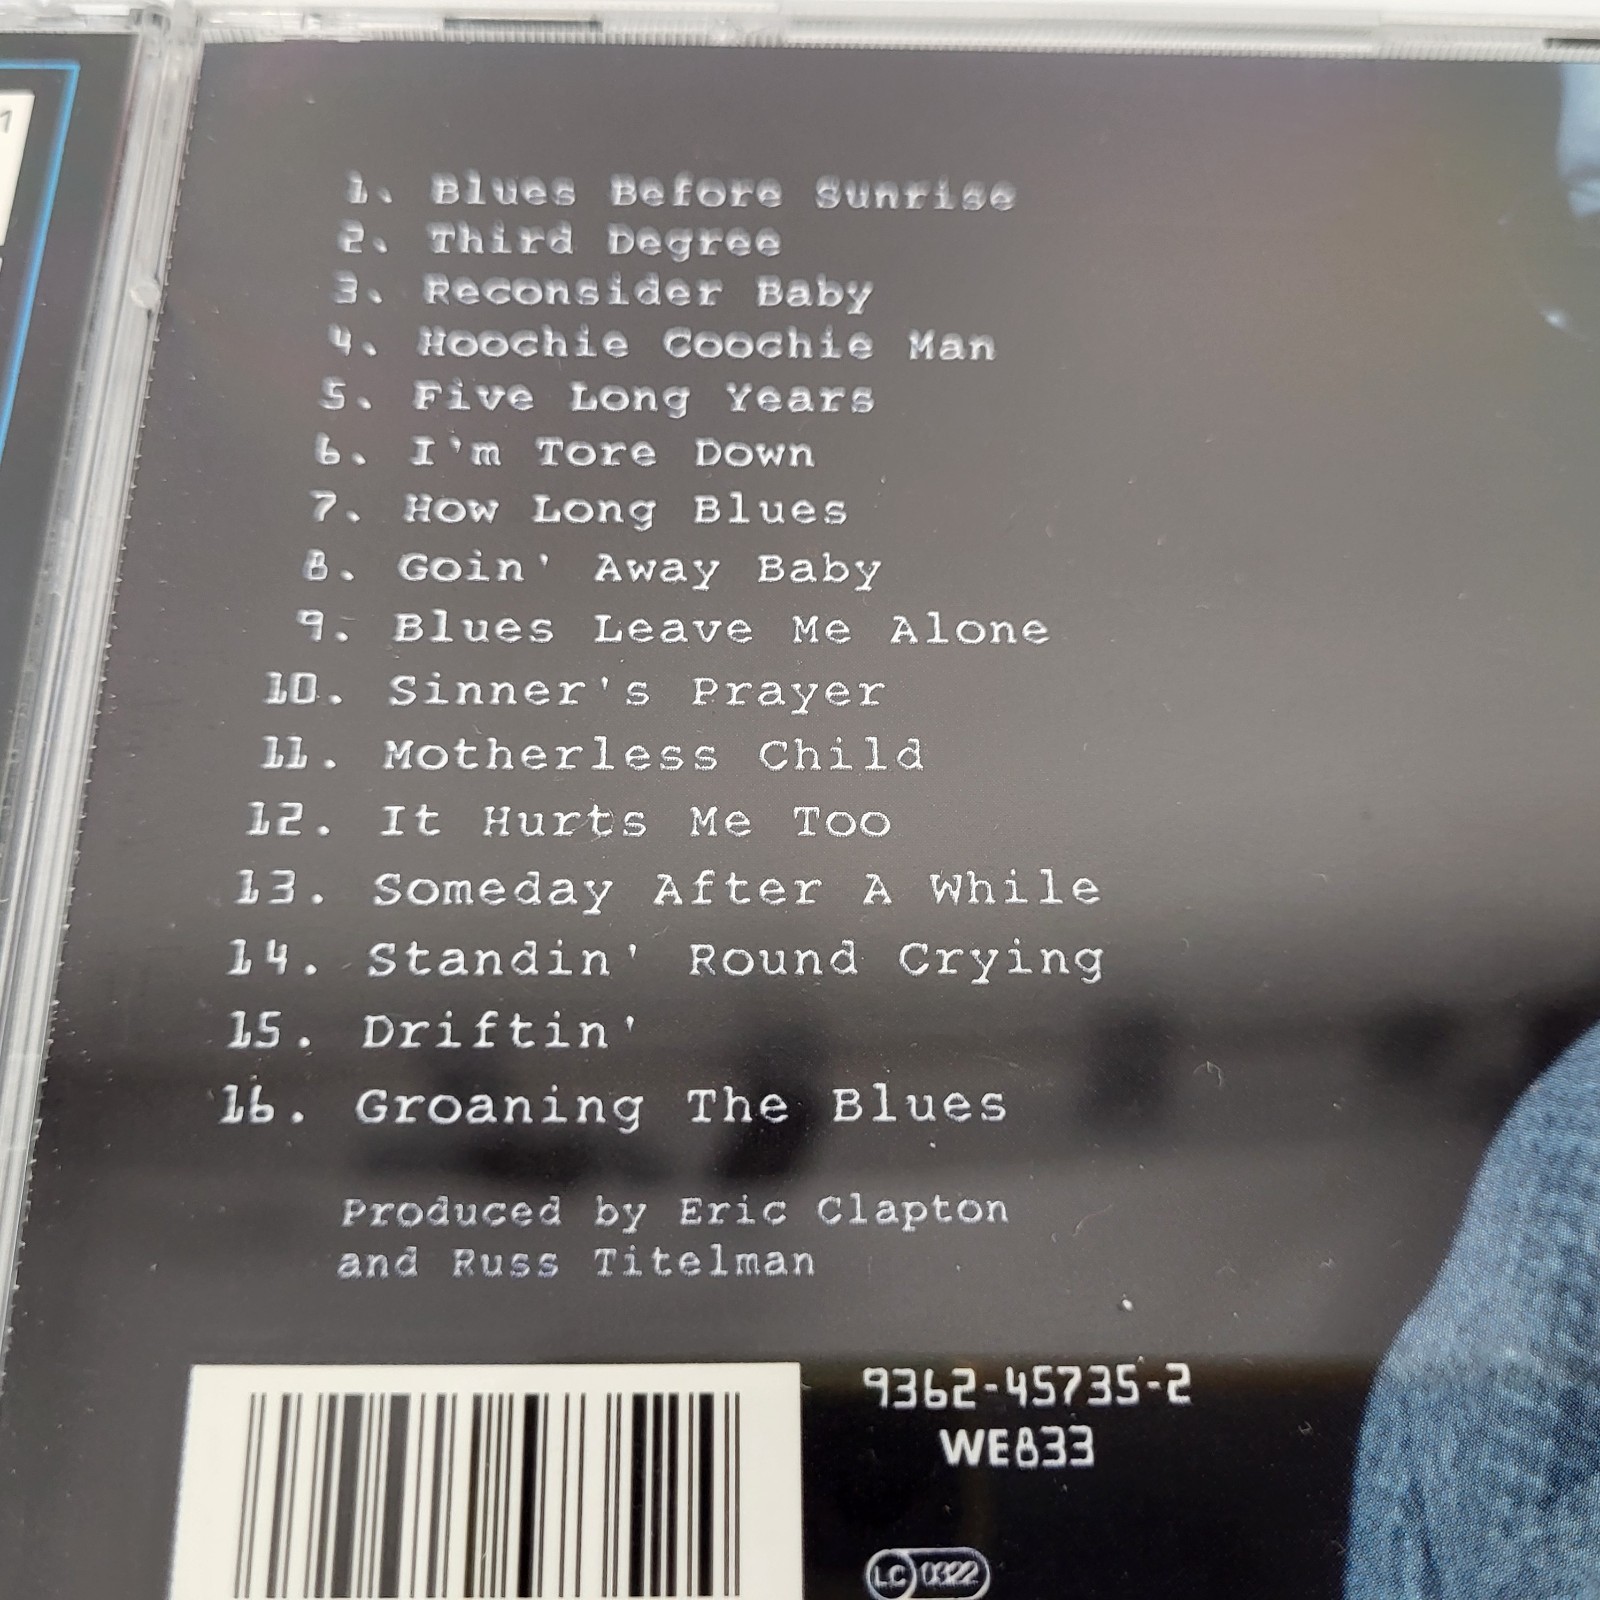 1. Blues Before Sunrise
2. Third Degree
3. Reconsider Baby
4. Hoochie Coochie Man
5. Five Long Years
6. I'm Tore Down
7. How Long Blues
8. Goin' Away Baby
9. Blues Leave Me Alone
10. Sinner's Prayer
11. Motherless Child
12. It Hurts Me Too
13. Someday After A While
14. Standin' Round Crying
15. Driftin'
16. Groaning The Blues
Produced by Eric Clapton
and Russ Titelman
9362-45735-2
WE833
LC 0322